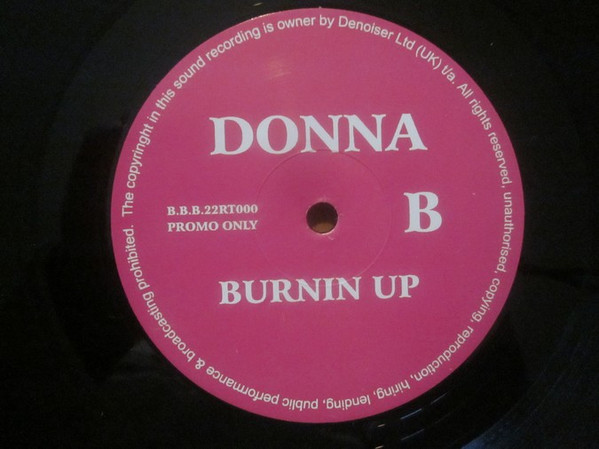 DONNA
B
B.B.B.22RT000
PROMO ONLY
BURNIN UP
The copyringht in this sound recording is owner by Denoiser Ltd (UK) t/a. All rights reserved, unauthorised, copying, reproduction, hiring, lending, public performance & broadcasting prohibited.